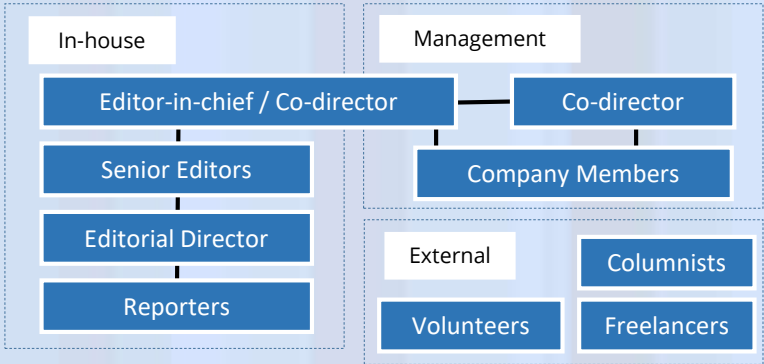 In-house
Management
Editor-in-chief / Co-director
Co-director
Senior Editors
Company Members
Editorial Director
External
Columnists
Reporters
Volunteers
Freelancers